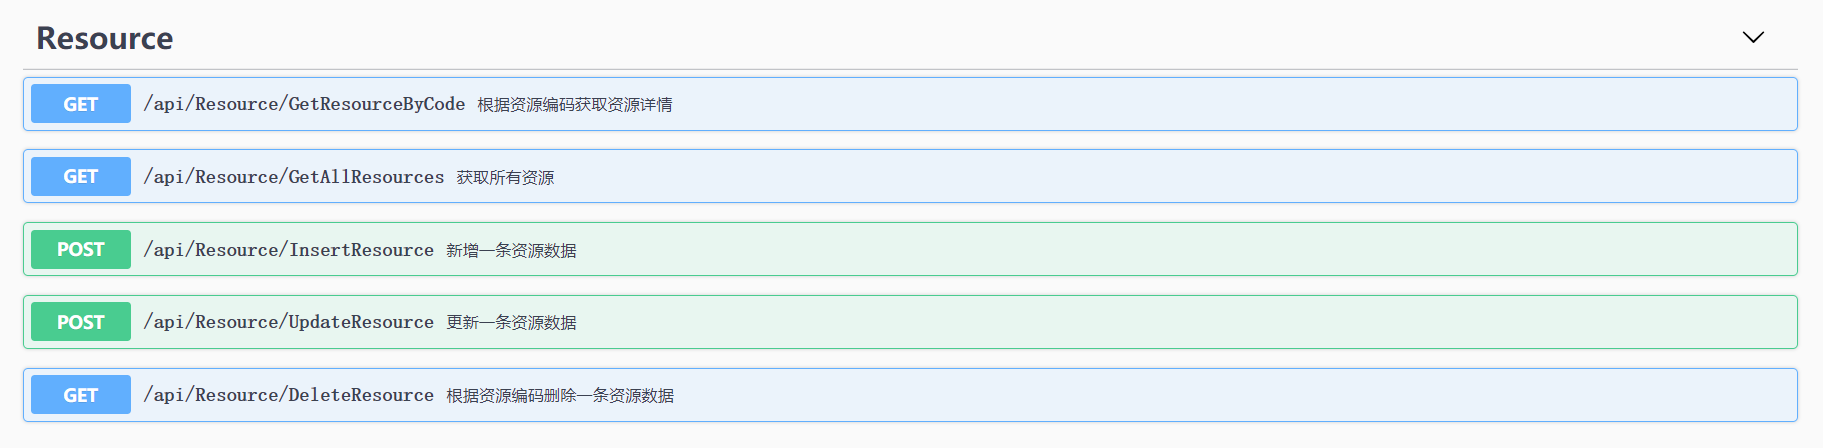 Resource
GET /api/Resource/GetResourceByCode 根据资源编码获取资源详情
GET /api/Resource/GetAllResources 获取所有资源
POST /api/Resource/InsertResource 新增一条资源数据
POST /api/Resource/UpdateResource 更新一条资源数据
GET /api/Resource/DeleteResource 根据资源编码删除一条资源数据